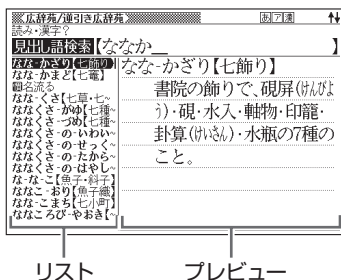 広辞苑/逆引き広辞苑
あア漢
読み・漢字?
見出し語検索【ななか__】
なな-かざり【七飾り】
なな-かまど【七竈】
名流る
なな-くさ【七草・七~
ななくさ-がゆ【七種~
ななくさ-づめ【七種~
ななくさ-の-いわい~
ななくさ-の-せっく~
ななくさ-の-たから~
ななくさ-の-はやし~
な-な-こ【魚子・斜子】
ななこ-おり【魚子織】
なな-こまち【七小町】
ななころび-やおき【~
なな-かざり【七飾り】
書院の飾りで、硯屏(けんびょ
う)・硯・水入・軸物・印籠・
卦算(けいさん)・水瓶の7種の
こと。
リスト
プレビュー